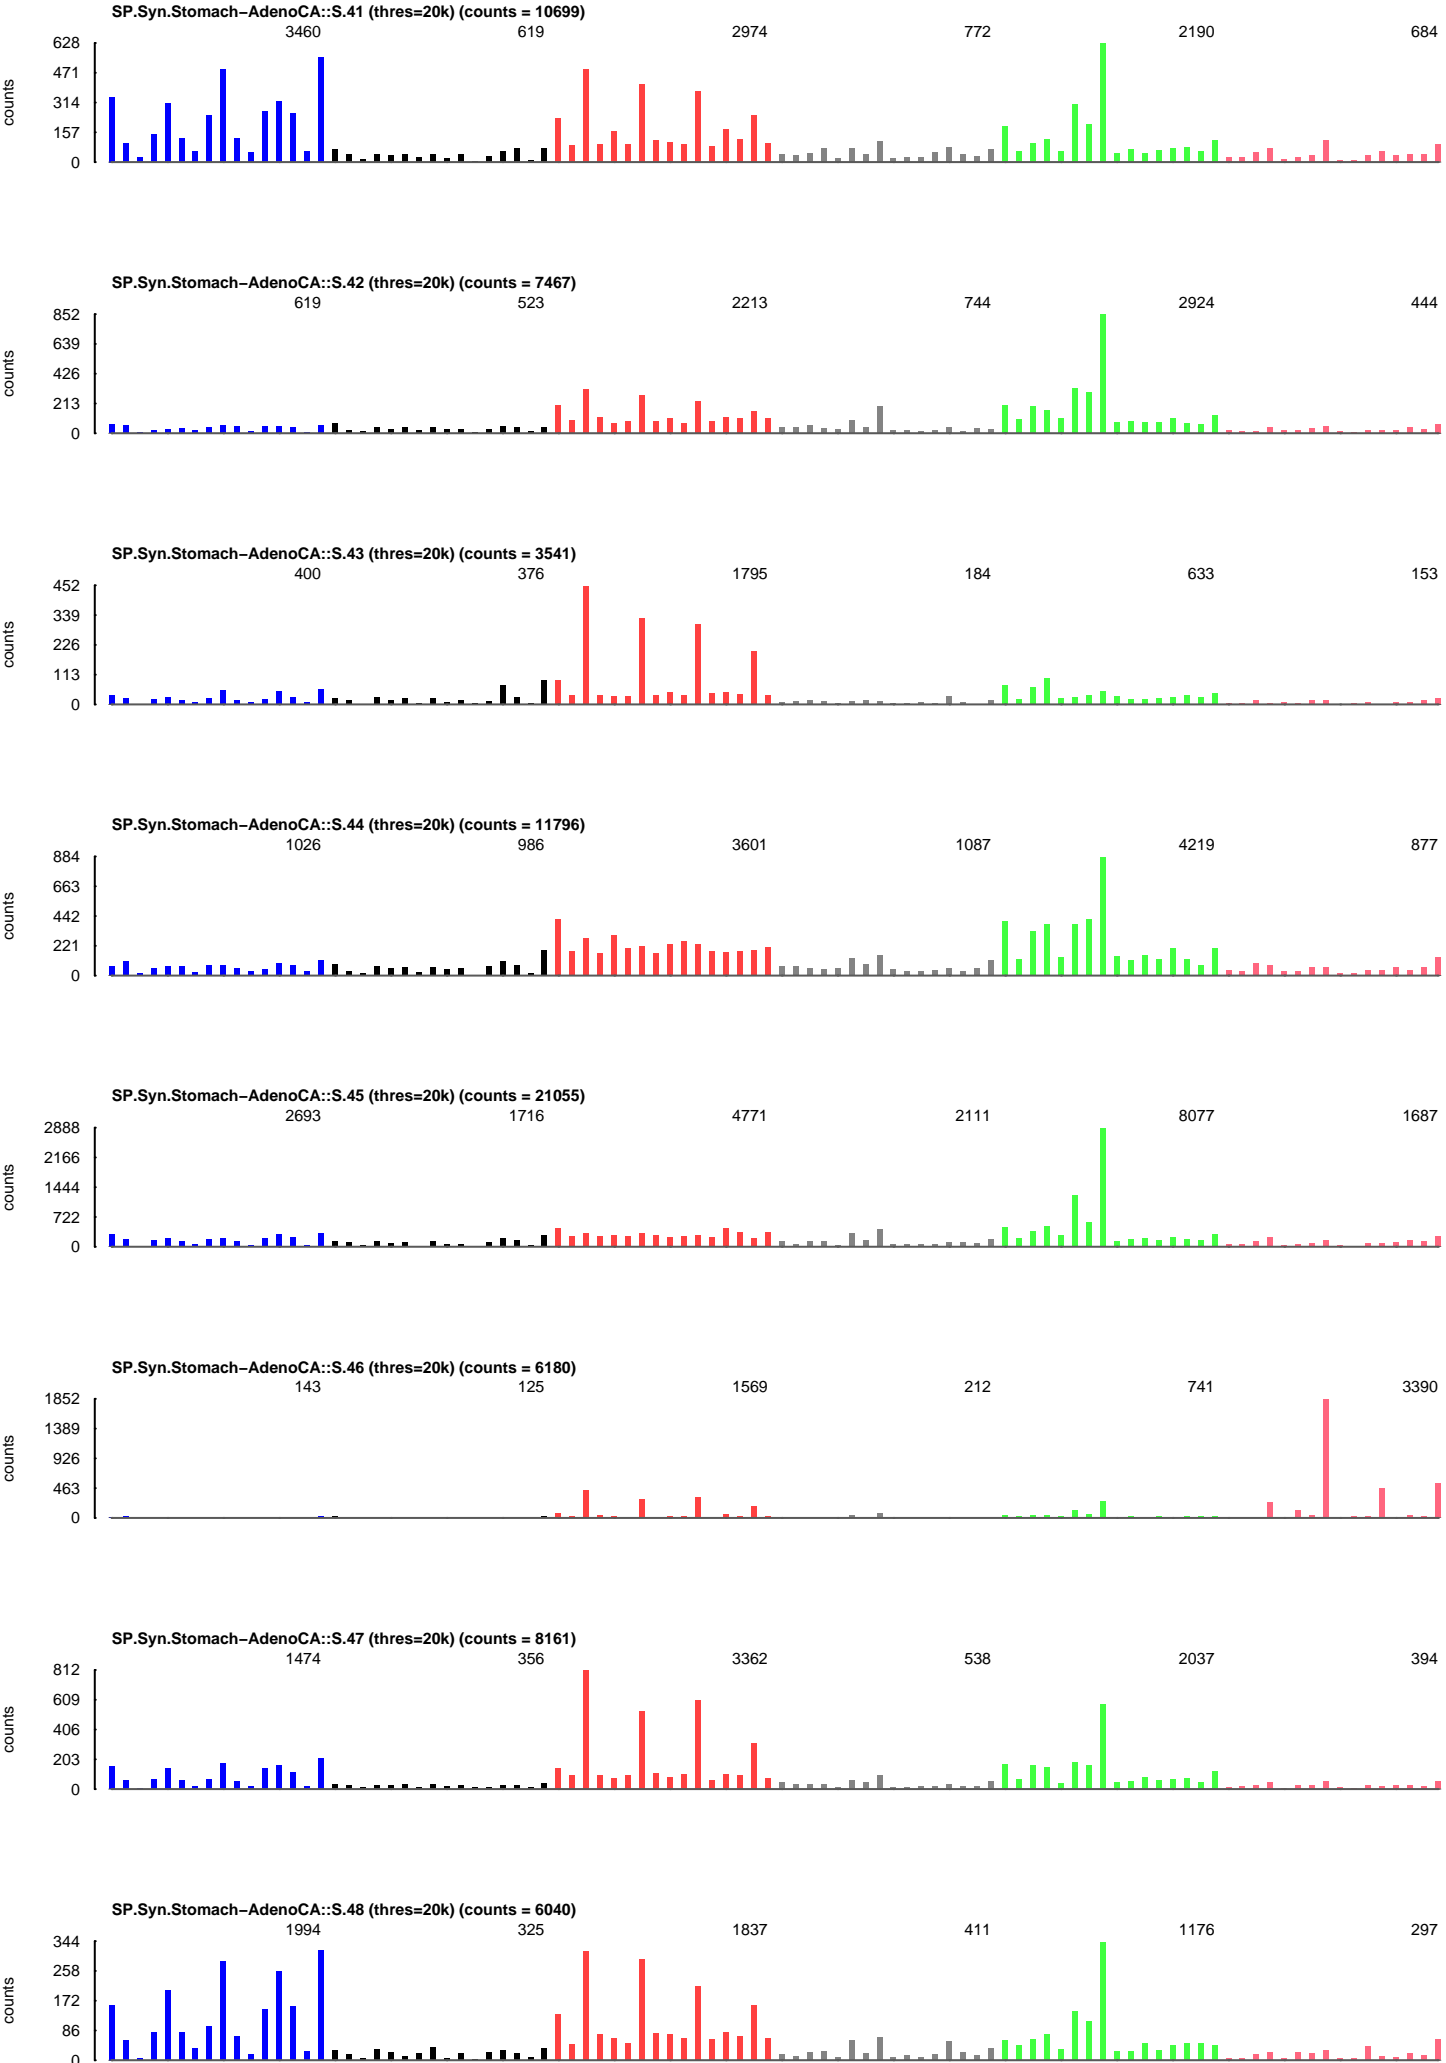 SP.Syn.Stomach−AdenoCA::S.41 (thres=20k) (counts = 10699)
3460 619 2974 772 2190 684
628
471
314
157
0
counts
SP.Syn.Stomach−AdenoCA::S.42 (thres=20k) (counts = 7467)
619 523 2213 744 2924 444
852
639
426
213
0
counts
SP.Syn.Stomach−AdenoCA::S.43 (thres=20k) (counts = 3541)
400 376 1795 184 633 153
452
339
226
113
0
counts
SP.Syn.Stomach−AdenoCA::S.44 (thres=20k) (counts = 11796)
1026 986 3601 1087 4219 877
884
663
442
221
0
counts
SP.Syn.Stomach−AdenoCA::S.45 (thres=20k) (counts = 21055)
2693 1716 4771 2111 8077 1687
2888
2166
1444
722
0
counts
SP.Syn.Stomach−AdenoCA::S.46 (thres=20k) (counts = 6180)
143 125 1569 212 741 3390
1852
1389
926
463
0
counts
SP.Syn.Stomach−AdenoCA::S.47 (thres=20k) (counts = 8161)
1474 356 3362 538 2037 394
812
609
406
203
0
counts
SP.Syn.Stomach−AdenoCA::S.48 (thres=20k) (counts = 6040)
1994 325 1837 411 1176 297
344
258
172
86
0
counts